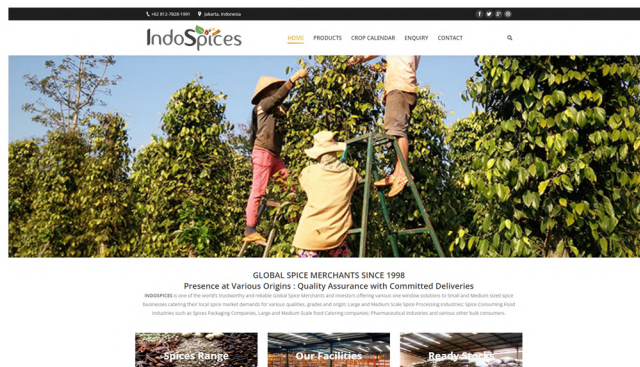 +62 812-7828-1991 Jakarta, Indonesia
IndoSpices
HOME PRODUCTS CROP CALENDAR ENQUIRY CONTACT
GLOBAL SPICE MERCHANTS SINCE 1998
Presence at Various Origins : Quality Assurance with Committed Deliveries
INDOSPICES is one of the world's trustworthy and reliable Global Spice Merchants and investors offering various one window solutions to Small and Medium sized spice
businesses catering their local spice market demands for various qualities, grades and origin; Large and Medium Scale Spice Processing Industries; Spice Consuming Food
Industries such as Spices Packaging Companies, Large and Medium Scale food Catering companies; Pharmaceutical Industries and various other bulk consumers.
Spices Range Our Facilities Ready Stocks